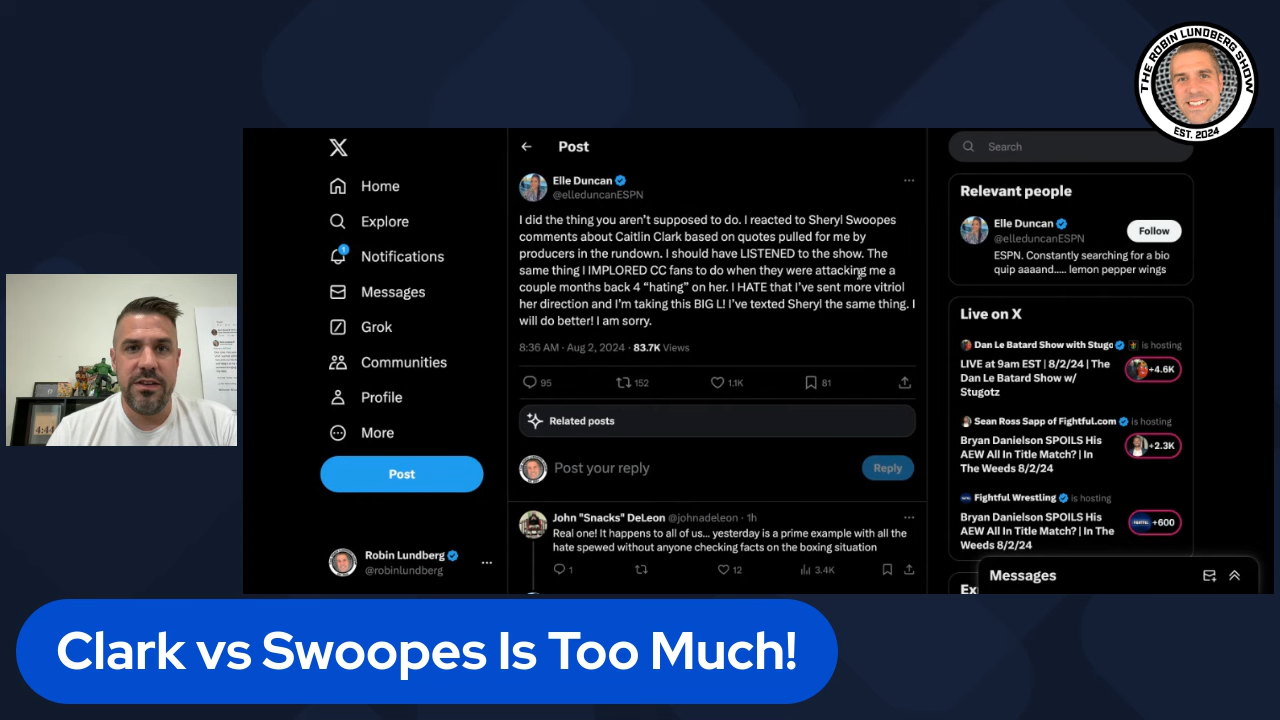 THE ROBIN LUNDBERG SHOW
EST. 2024
X
Home
Explore
1
Notifications
Messages
Grok
Communities
Profile
More
Post
Robin Lundberg
@robinlundberg
Post
Elle Duncan
@elleduncanESPN
I did the thing you aren't supposed to do. I reacted to Sheryl Swoopes
comments about Caitlin Clark based on quotes pulled for me by
producers in the rundown. I should have LISTENED to the show. The
same thing I IMPLORED CC fans to do when they were attacking me a
couple months back 4 “hating” on her. I HATE that I've sent more vitriol
her direction and I'm taking this BIG L! I've texted Sheryl the same thing. I
will do better! I am sorry.
8:36 AM · Aug 2, 2024 · 83.7K Views
95 152 1.1K 81
Related posts
Post your reply
Reply
John "Snacks" DeLeon @johnadeleon · 1h
Real one! It happens to all of us... yesterday is a prime example with all the
hate spewed without anyone checking facts on the boxing situation
1 12 3.4K
Search
Relevant people
Elle Duncan
@elleduncanESPN
Follow
ESPN. Constantly searching for a bio
quip aaaand..... lemon pepper wings
Live on X
Dan Le Batard Show with Stugo is hosting
LIVE at 9am EST | 8/2/24 | The
Dan Le Batard Show w/
Stugotz
+4.6K
Sean Ross Sapp of Fightful.com is hosting
Bryan Danielson SPOILS His
AEW All In Title Match? | In
The Weeds 8/2/24
+2.3K
Fightful Wrestling is hosting
Bryan Danielson SPOILS His
AEW All In Title Match? | In
The Weeds 8/2/24
+600
Ex
Messages
4:44
Clark vs Swoopes Is Too Much!